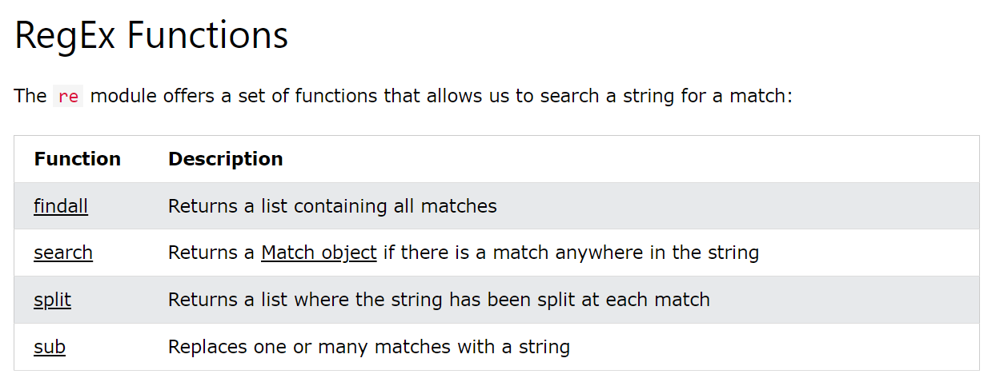 RegEx Functions
The re module offers a set of functions that allows us to search a string for a match:
Function Description
findall Returns a list containing all matches
search Returns a Match object if there is a match anywhere in the string
split Returns a list where the string has been split at each match
sub Replaces one or many matches with a string